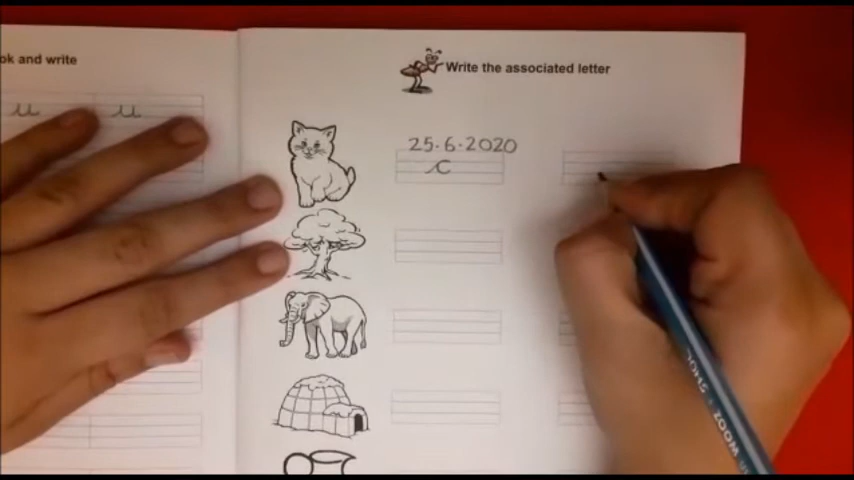 ok and write
u u
Write the associated letter
25.6.2020
c